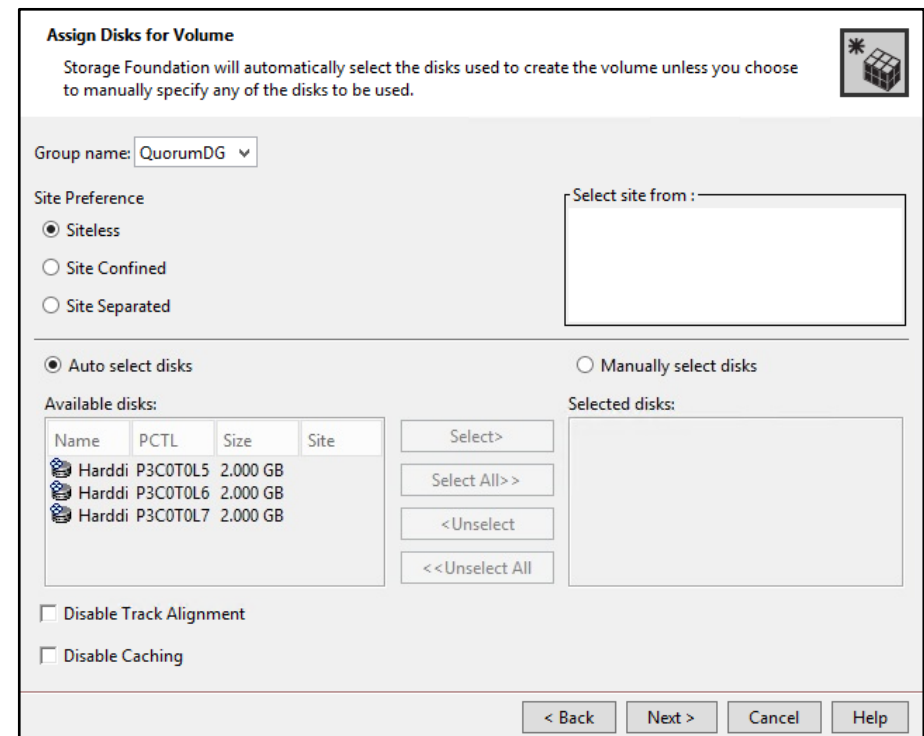 Assign Disks for Volume
Storage Foundation will automatically select the disks used to create the volume unless you choose
to manually specify any of the disks to be used.
Group name: QuorumDG
Site Preference
Siteless
Site Confined
Site Separated
Select site from :
Auto select disks
Manually select disks
Available disks:
Selected disks:
Name PCTL Size Site
Harddi P3C0T0L5 2.000 GB
Harddi P3C0T0L6 2.000 GB
Harddi P3C0T0L7 2.000 GB
Select>
Select All>>
<Unselect
<<Unselect All
Disable Track Alignment
Disable Caching
< Back Next > Cancel Help